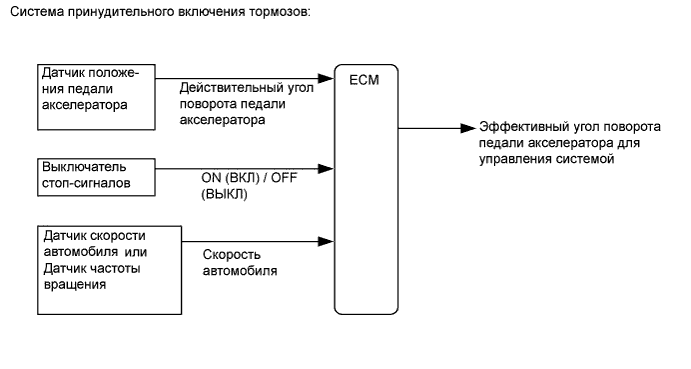 Система принудительного включения тормозов:
Датчик положе-
ния педали
акселератора
Действительный угол
поворота педали
акселератора
ECM
Эффективный угол поворота
педали акселератора для
управления системой
Выключатель
стоп-сигналов
ON (ВКЛ) / OFF
(ВЫКЛ)
Датчик скорости
автомобиля или
Датчик частоты
вращения
Скорость
автомобиля